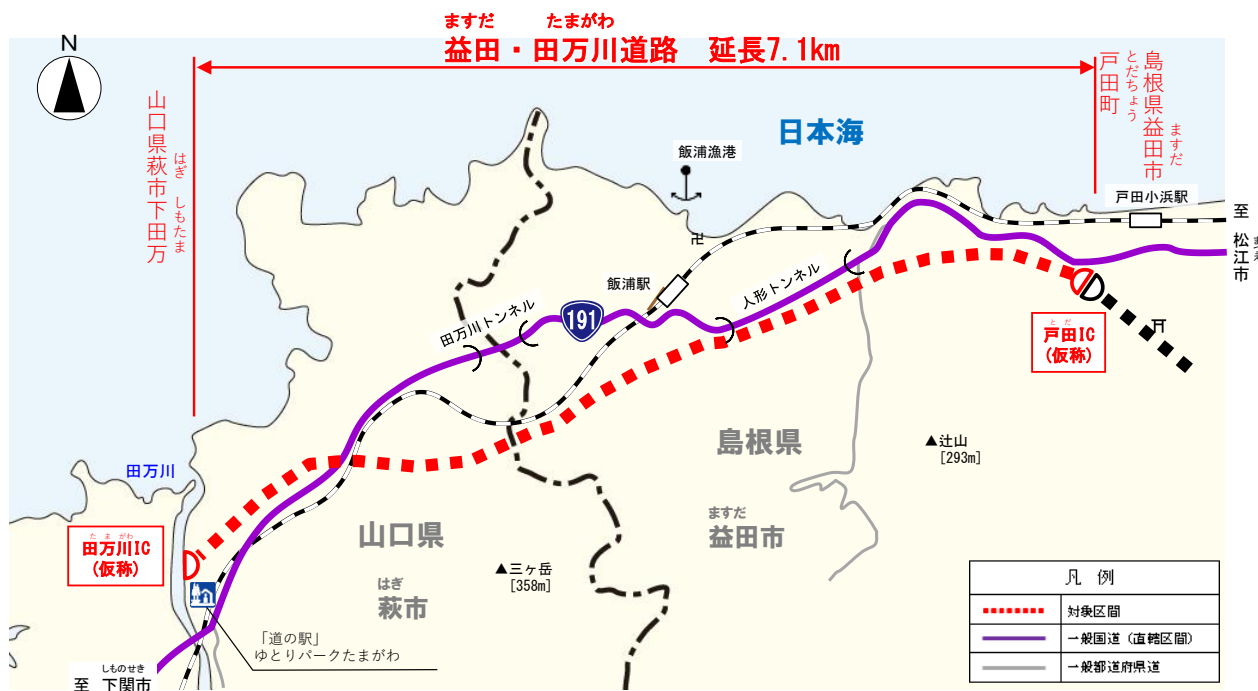 ますだ たまがわ
益田・田万川道路 延長7.1km
N
山口県萩市下田万
はぎ しもたま
島根県益田市
ますだ
戸田町
とだちょう
日本海
飯浦漁港
戸田小浜駅
至 松江市
飯浦駅
人形トンネル
田万川トンネル
191
とだ
戸田IC
(仮称)
島根県
▲辻山
[293m]
田万川
ますだ
益田市
たまがわ
田万川IC
(仮称)
山口県
▲三ヶ岳
[358m]
はぎ
萩市
「道の駅」
ゆとりパークたまがわ
しものせき
至 下関市
凡 例
対象区間
一般国道（直轄区間）
一般都道府県道